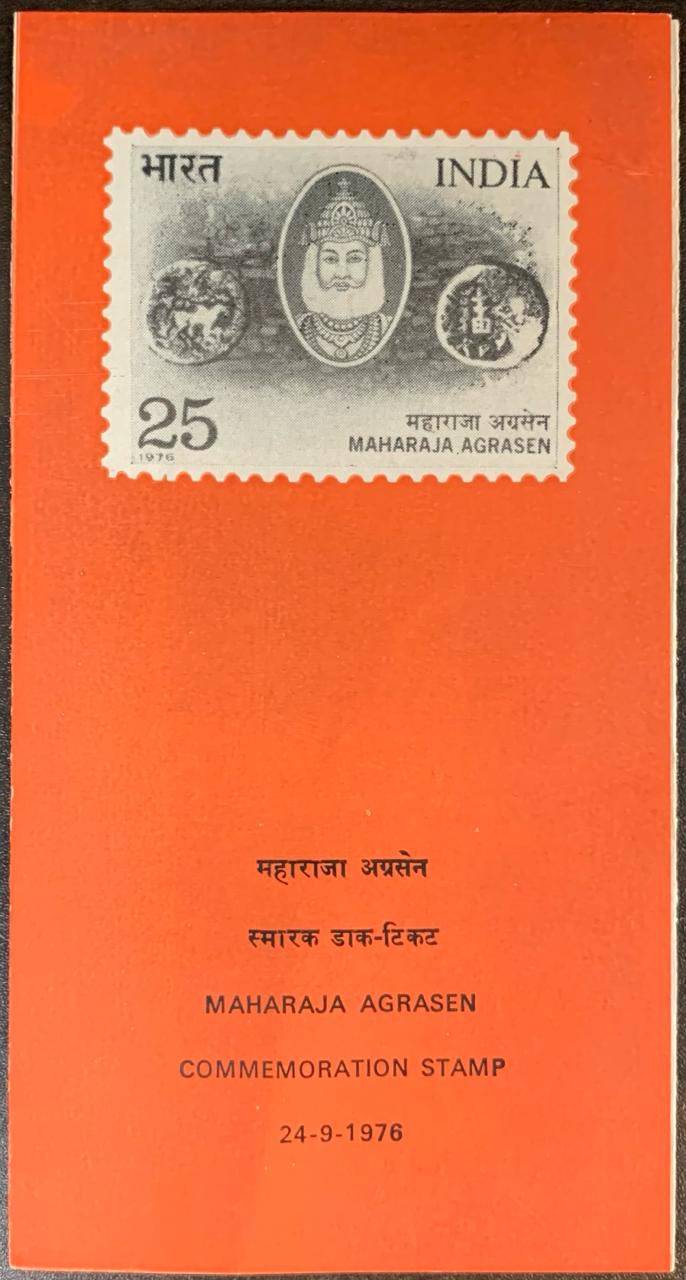 भारत INDIA
25
1976
महाराजा अग्रसेन
MAHARAJA AGRASEN
महाराजा अग्रसेन
स्मारक डाक-टिकट
MAHARAJA AGRASEN
COMMEMORATION STAMP
24-9-1976